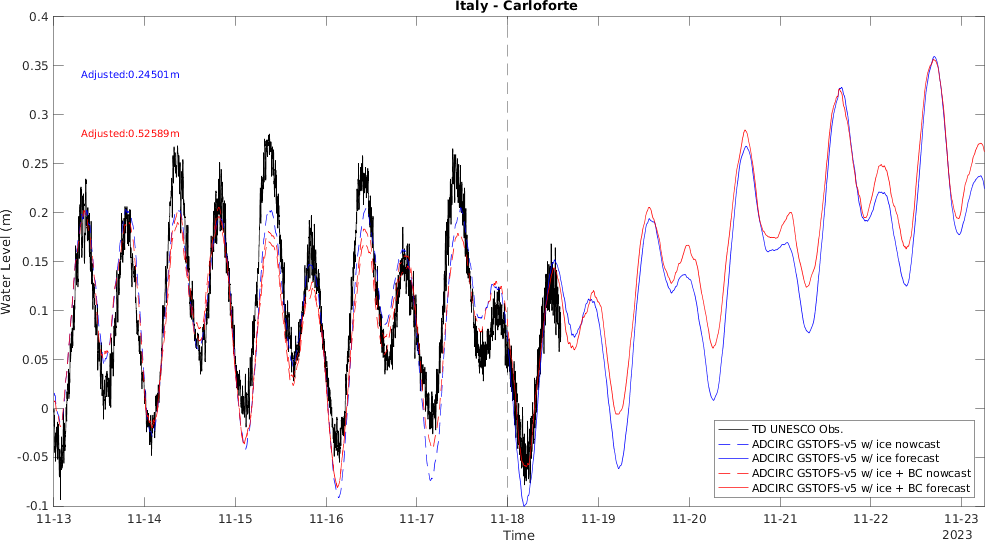 Italy - Carloforte
0.4
0.35
0.3
0.25
0.2
0.15
0.1
0.05
0
-0.05
-0.1
Water Level (m)
Adjusted:0.24501m
Adjusted:0.52589m
TD UNESCO Obs.
ADCIRC GSTOFS-v5 w/ ice nowcast
ADCIRC GSTOFS-v5 w/ ice forecast
ADCIRC GSTOFS-v5 w/ ice + BC nowcast
ADCIRC GSTOFS-v5 w/ ice + BC forecast
11-13 11-14 11-15 11-16 11-17 11-18 11-19 11-20 11-21 11-22 11-23
Time
2023